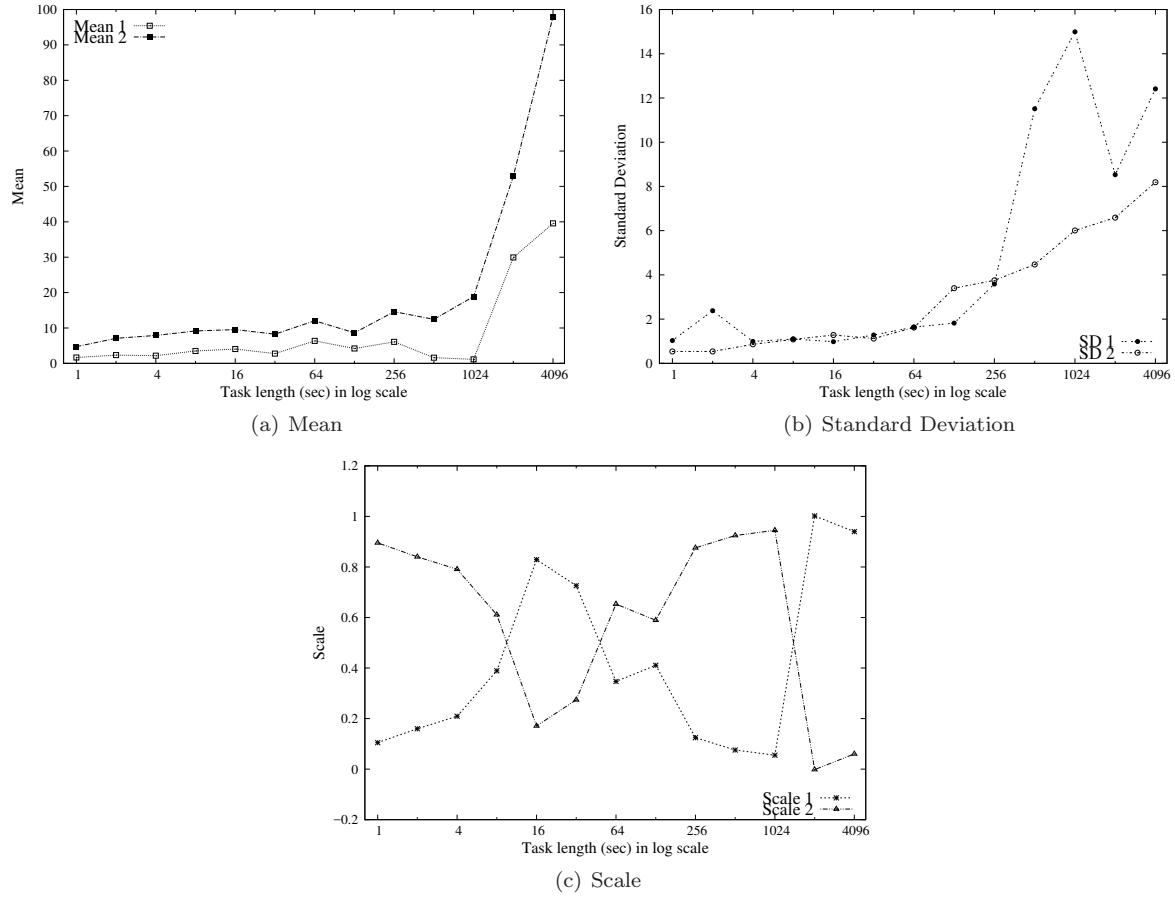 100
90
80
70
60
50
40
30
20
10
0
Mean
Mean 1
Mean 2
1 4 16 64 256 1024 4096
Task length (sec) in log scale
(a) Mean
16
14
12
10
8
6
4
2
0
Standard Deviation
SD 1
SD 2
1 4 16 64 256 1024 4096
Task length (sec) in log scale
(b) Standard Deviation
1.2
1
0.8
0.6
0.4
0.2
0
−0.2
Scale
Scale 1
Scale 2
1 4 16 64 256 1024 4096
Task length (sec) in log scale
(c) Scale